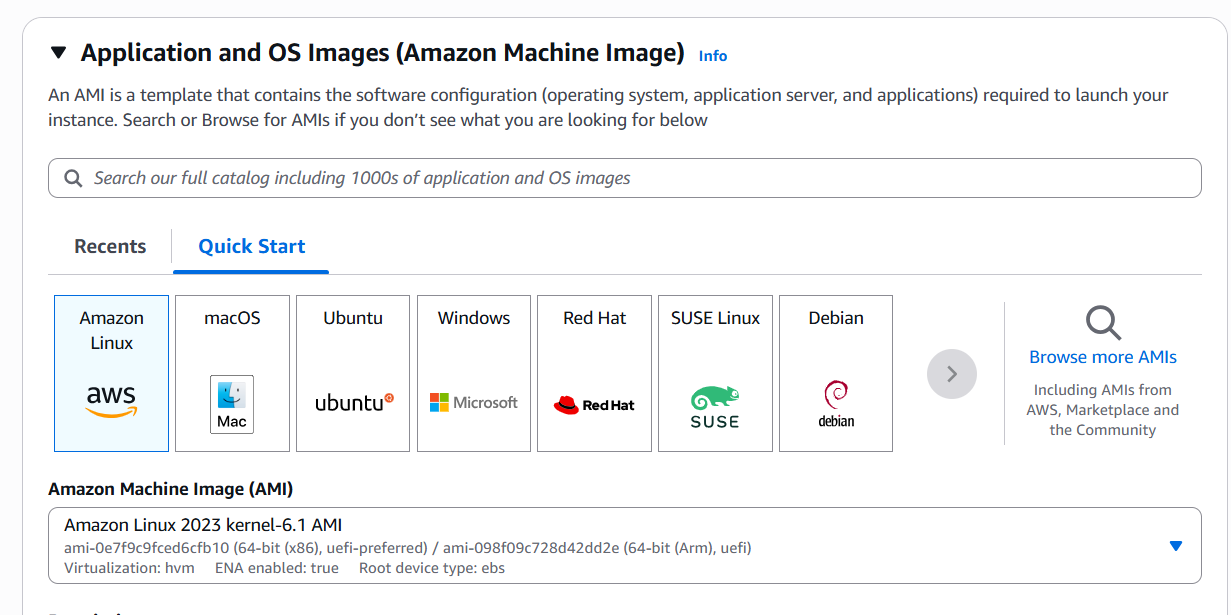 Application and OS Images (Amazon Machine Image) Info
An AMI is a template that contains the software configuration (operating system, application server, and applications) required to launch your
instance. Search or Browse for AMIs if you don’t see what you are looking for below
Search our full catalog including 1000s of application and OS images
Recents
Quick Start
Amazon
Linux
aws
macOS
Mac
Ubuntu
ubuntu
Windows
Microsoft
Red Hat
Red Hat
SUSE Linux
SUSE
Debian
debian
Browse more AMIs
Including AMIs from
AWS, Marketplace and
the Community
Amazon Machine Image (AMI)
Amazon Linux 2023 kernel-6.1 AMI
ami-0e7f9c9fced6cfb10 (64-bit (x86), uefi-preferred) / ami-098f09c728d42dd2e (64-bit (Arm), uefi)
Virtualization: hvm ENA enabled: true Root device type: ebs